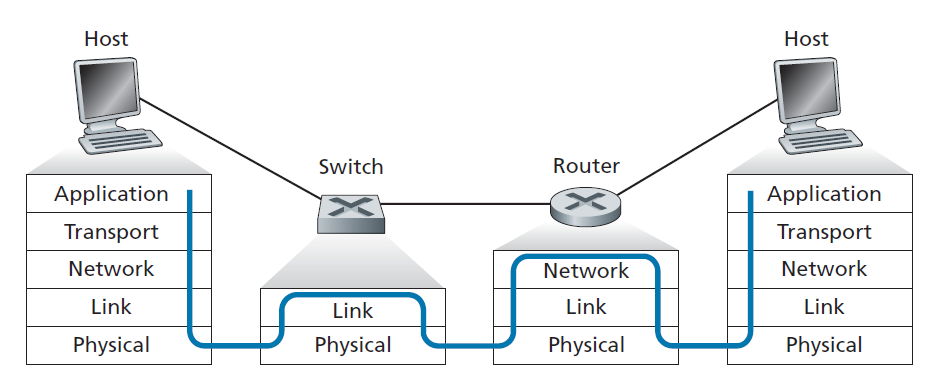 Host
Host
Switch
Router
Application
Transport
Network
Link
Physical
Link
Physical
Network
Link
Physical
Application
Transport
Network
Link
Physical